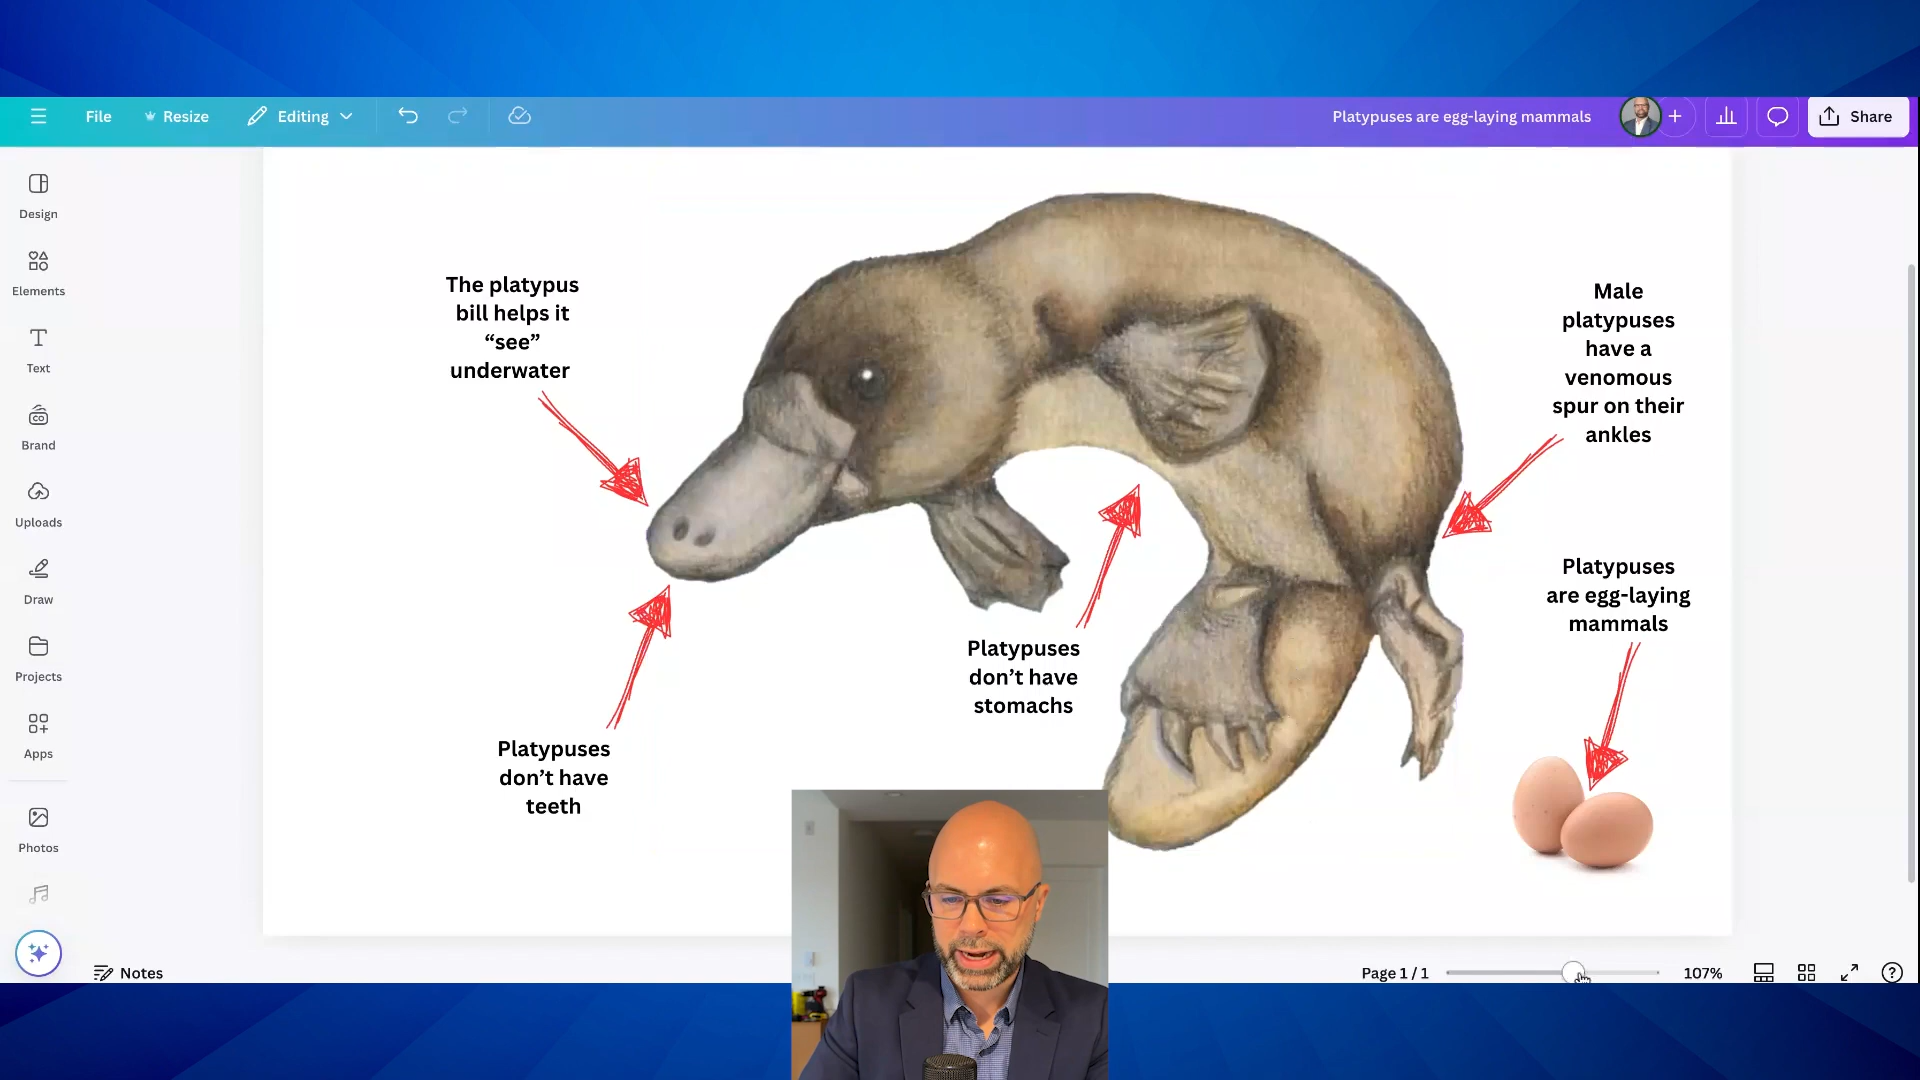 File
Resize
Editing
Platypuses are egg-laying mammals
Share
Design
Elements
Text
Brand
Uploads
Draw
Projects
Apps
Photos
The platypus
bill helps it
“see”
underwater
Male
platypuses
have a
venomous
spur on their
ankles
Platypuses
are egg-laying
mammals
Platypuses
don’t have
stomachs
Platypuses
don’t have
teeth
Notes
Page 1 / 1
107%